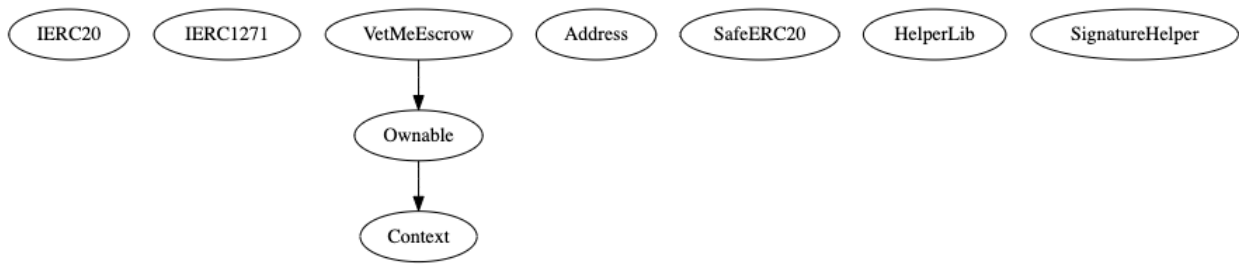 IERC20 IERC1271 VetMeEscrow Address SafeERC20 HelperLib SignatureHelper
Ownable
Context